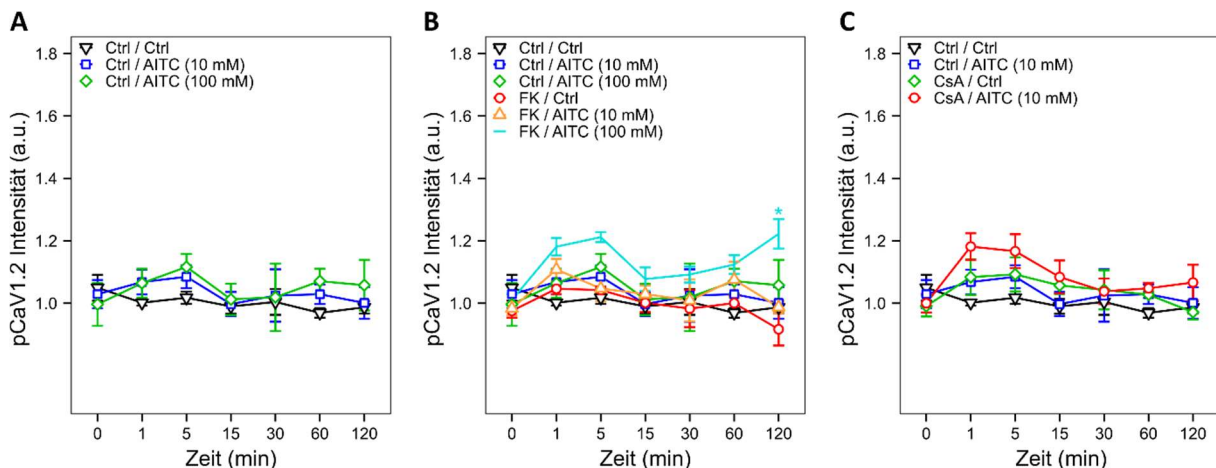 A
pCaV1.2 Intensität (a.u.)
1.8
1.6
1.4
1.2
1.0
Ctrl / Ctrl
Ctrl / AITC (10 mM)
Ctrl / AITC (100 mM)
0 1 5 15 30 60 120
Zeit (min)
B
pCaV1.2 Intensität (a.u.)
1.8
1.6
1.4
1.2
1.0
Ctrl / Ctrl
Ctrl / AITC (10 mM)
Ctrl / AITC (100 mM)
FK / Ctrl
FK / AITC (10 mM)
FK / AITC (100 mM)
*
0 1 5 15 30 60 120
Zeit (min)
C
pCaV1.2 Intensität (a.u.)
1.8
1.6
1.4
1.2
1.0
Ctrl / Ctrl
Ctrl / AITC (10 mM)
CsA / Ctrl
CsA / AITC (10 mM)
0 1 5 15 30 60 120
Zeit (min)